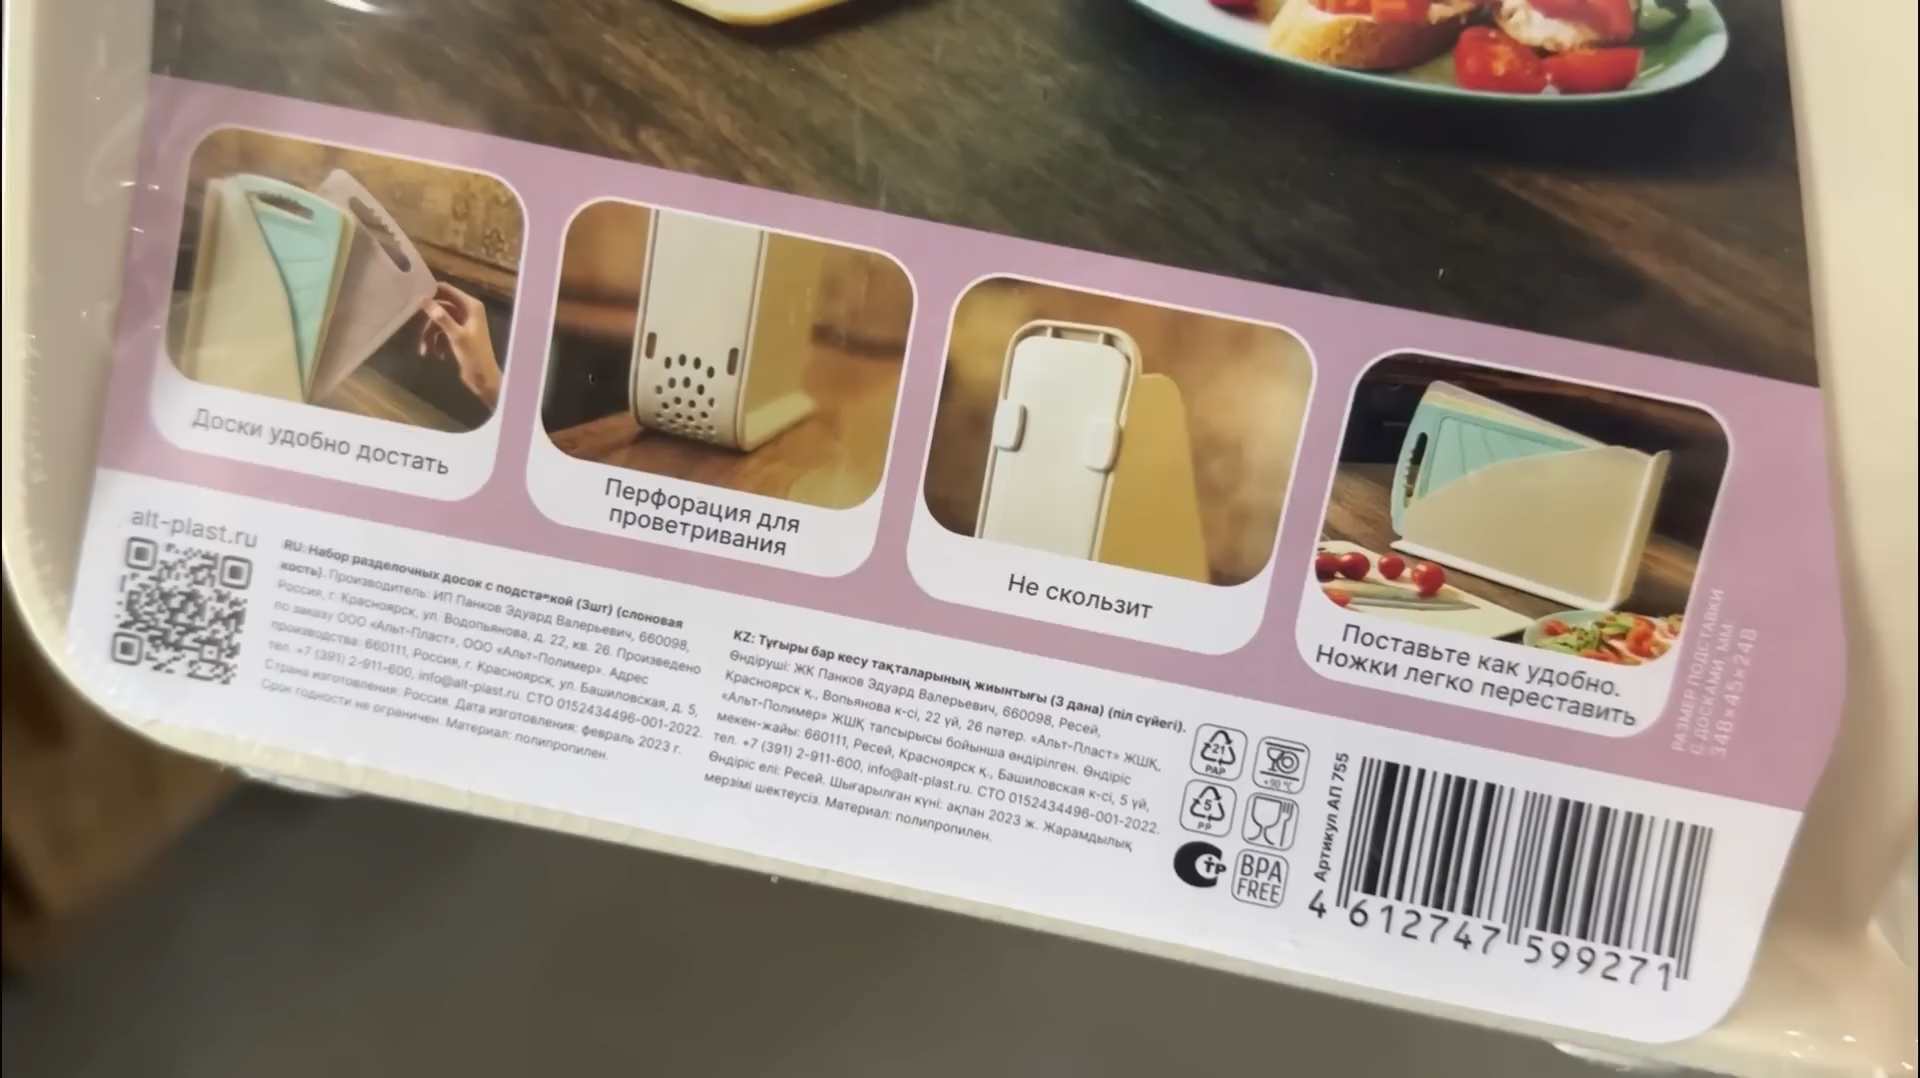 Доски удобно достать
Перфорация для
проветривания
Не скользит
Поставьте как удобно.
Ножки легко переставить
РАЗМЕР ПОДСТАВКИ
С ДОСКАМИ, ММ:
348×45×248
alt-plast.ru
RU: Набор разделочных досок с подставкой (3шт) (слоновая
кость). Производитель: ИП Панков Эдуард Валерьевич, 660098,
Россия, г. Красноярск, ул. Водопьянова, д. 22, кв. 26. Произведено
по заказу ООО «Альт-Пласт», ООО «Альт-Полимер». Адрес
производства: 660111, Россия, г. Красноярск, ул. Башиловская, д. 5,
тел. +7 (391) 2-911-600, info@alt-plast.ru. СТО 0152434496-001-2022.
Страна изготовления: Россия. Дата изготовления: февраль 2023 г.
Срок годности не ограничен. Материал: полипропилен.
KZ: Тұғыры бар кесу тақталарының жиынтығы (3 дана) (піл сүйегі).
Өндіруші: ЖК Панков Эдуард Валерьевич, 660098, Ресей,
Красноярск қ., Вопьянова к-сі, 22 үй, 26 пәтер. «Альт-Пласт» ЖШҚ,
«Альт-Полимер» ЖШҚ тапсырысы бойынша өндірілген. Өндіріс
мекен-жайы: 660111, Ресей, Красноярск қ., Башиловская к-сі, 5 үй,
тел. +7 (391) 2-911-600, info@alt-plast.ru. СТО 0152434496-001-2022.
Өндіріс елі: Ресей. Шығарылған күні: ақпан 2023 ж. Жарамдылық
мерзімі шектеусіз. Материал: полипропилен.
21
PAP
+90 °C
5
PP
BPA
FREE
Артикул АП 755
4 612747 599271